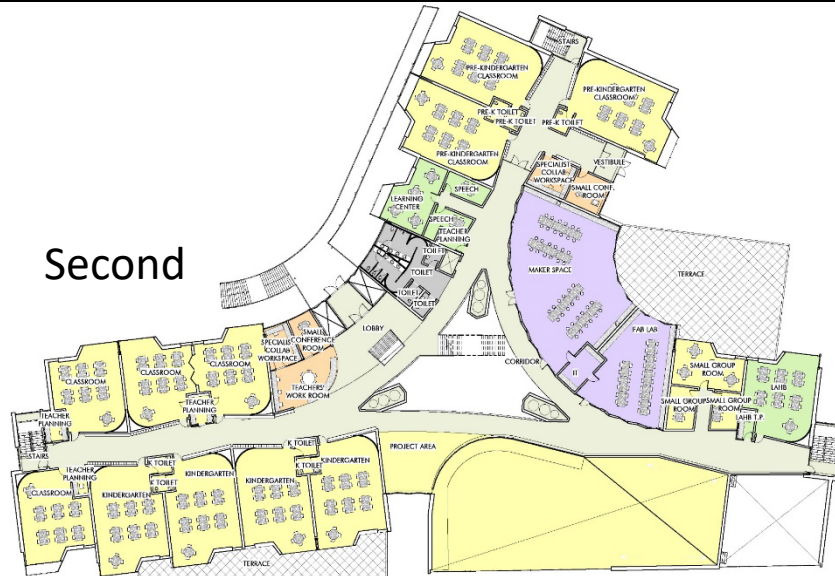 STAIRS
PRE-KINDERGARTEN
CLASSROOM
PRE-KINDERGARTEN
CLASSROOM
PRE-K TOILET
PRE-K TOILET
PRE-K TOILET
PRE-KINDERGARTEN
CLASSROOM
SPECIALIST
COLLAB
WORKSPACE
VESTIBULE
SMALL CONF.
ROOM
SPEECH
LEARNING
CENTER
SPEECH
TEACHER
PLANNING
TOILET
TOILET
TOILET
TOILET
Second
MAKER SPACE
TERRACE
LOBBY
SMALL
CONFERENCE
ROOM
SPECIALIST
COLLAB
WORKSPACE
TEACHERS'
WORK ROOM
FAB LAB
CORRIDOR
IT
SMALL GROUP
ROOM
LAHB
SMALL GROUP
ROOM
SMALL GROUP
ROOM
LAHB T.P.
CLASSROOM
CLASSROOM
CLASSROOM
TEACHER
PLANNING
TEACHER
PLANNING
STAIRS
TEACHER
PLANNING
K TOILET
K TOILET
K TOILET
K TOILET
PROJECT AREA
CLASSROOM
KINDERGARTEN
KINDERGARTEN
KINDERGARTEN
KINDERGARTEN
TERRACE